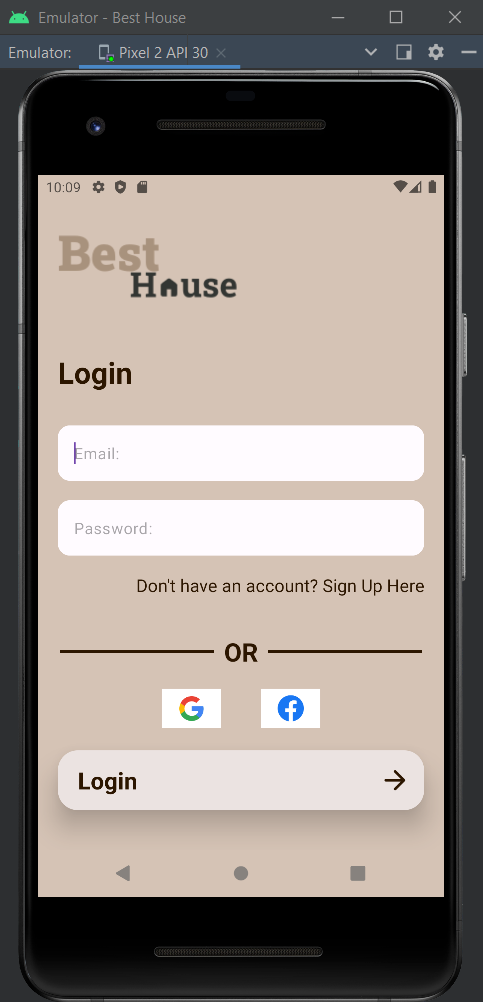 Emulator - Best House
Emulator: Pixel 2 API 30
10:09
Best
House
Login
Email:
Password:
Don't have an account? Sign Up Here
OR
Login